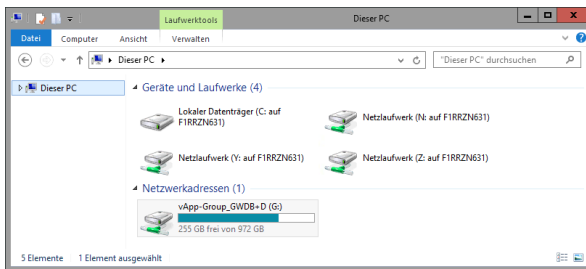 Laufwerktools
Dieser PC
Datei
Computer
Ansicht
Verwalten
Dieser PC
"Dieser PC" durchsuchen
Dieser PC
Geräte und Laufwerke (4)
Lokaler Datenträger (C: auf
F1RRZN631)
Netzlaufwerk (N: auf F1RRZN631)
Netzlaufwerk (Y: auf F1RRZN631)
Netzlaufwerk (Z: auf F1RRZN631)
Netzwerkadressen (1)
vApp-Group_GWDB+D (G:)
255 GB frei von 972 GB
5 Elemente
1 Element ausgewählt